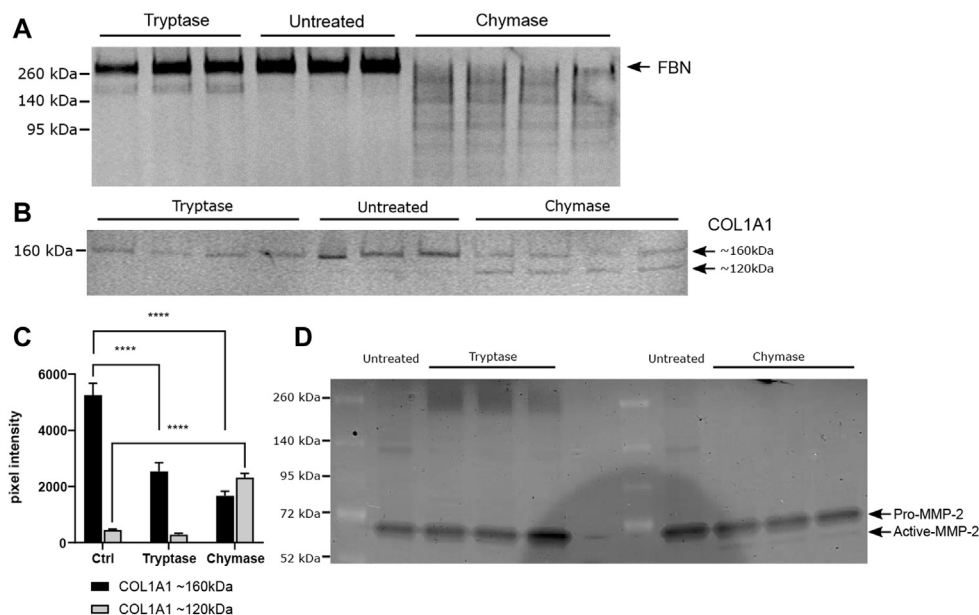 A
Tryptase Untreated Chymase
260 kDa
140 kDa
95 kDa
FBN
B
Tryptase Untreated Chymase
COL1A1
160 kDa
~160kDa
~120kDa
C
****
****
****
pixel intensity
6000
4000
2000
0
Ctrl Tryptase Chymase
COL1A1 ~160kDa
COL1A1 ~120kDa
D
Untreated Tryptase Untreated Chymase
260 kDa
140 kDa
95 kDa
72 kDa
52 kDa
Pro-MMP-2
Active-MMP-2